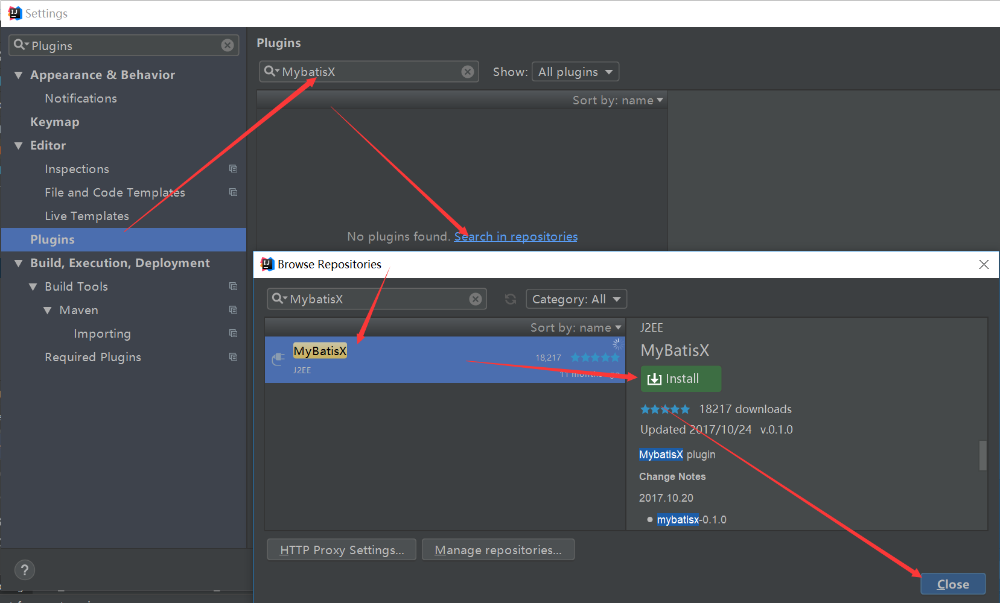 Settings
Plugins
Appearance & Behavior
Notifications
Keymap
Editor
Inspections
File and Code Templates
Live Templates
Plugins
Build, Execution, Deployment
Build Tools
Maven
Importing
Required Plugins
?
Plugins
MybatisX
Show: All plugins
Sort by: name
No plugins found. Search in repositories
Browse Repositories
MybatisX
Category: All
Sort by: name
MyBatisX
18,217
J2EE
11 months ago
J2EE
MyBatisX
Install
18217 downloads
Updated 2017/10/24 v.0.1.0
MybatisX plugin
Change Notes
2017.10.20
mybatisx-0.1.0
HTTP Proxy Settings...
Manage repositories...
Close